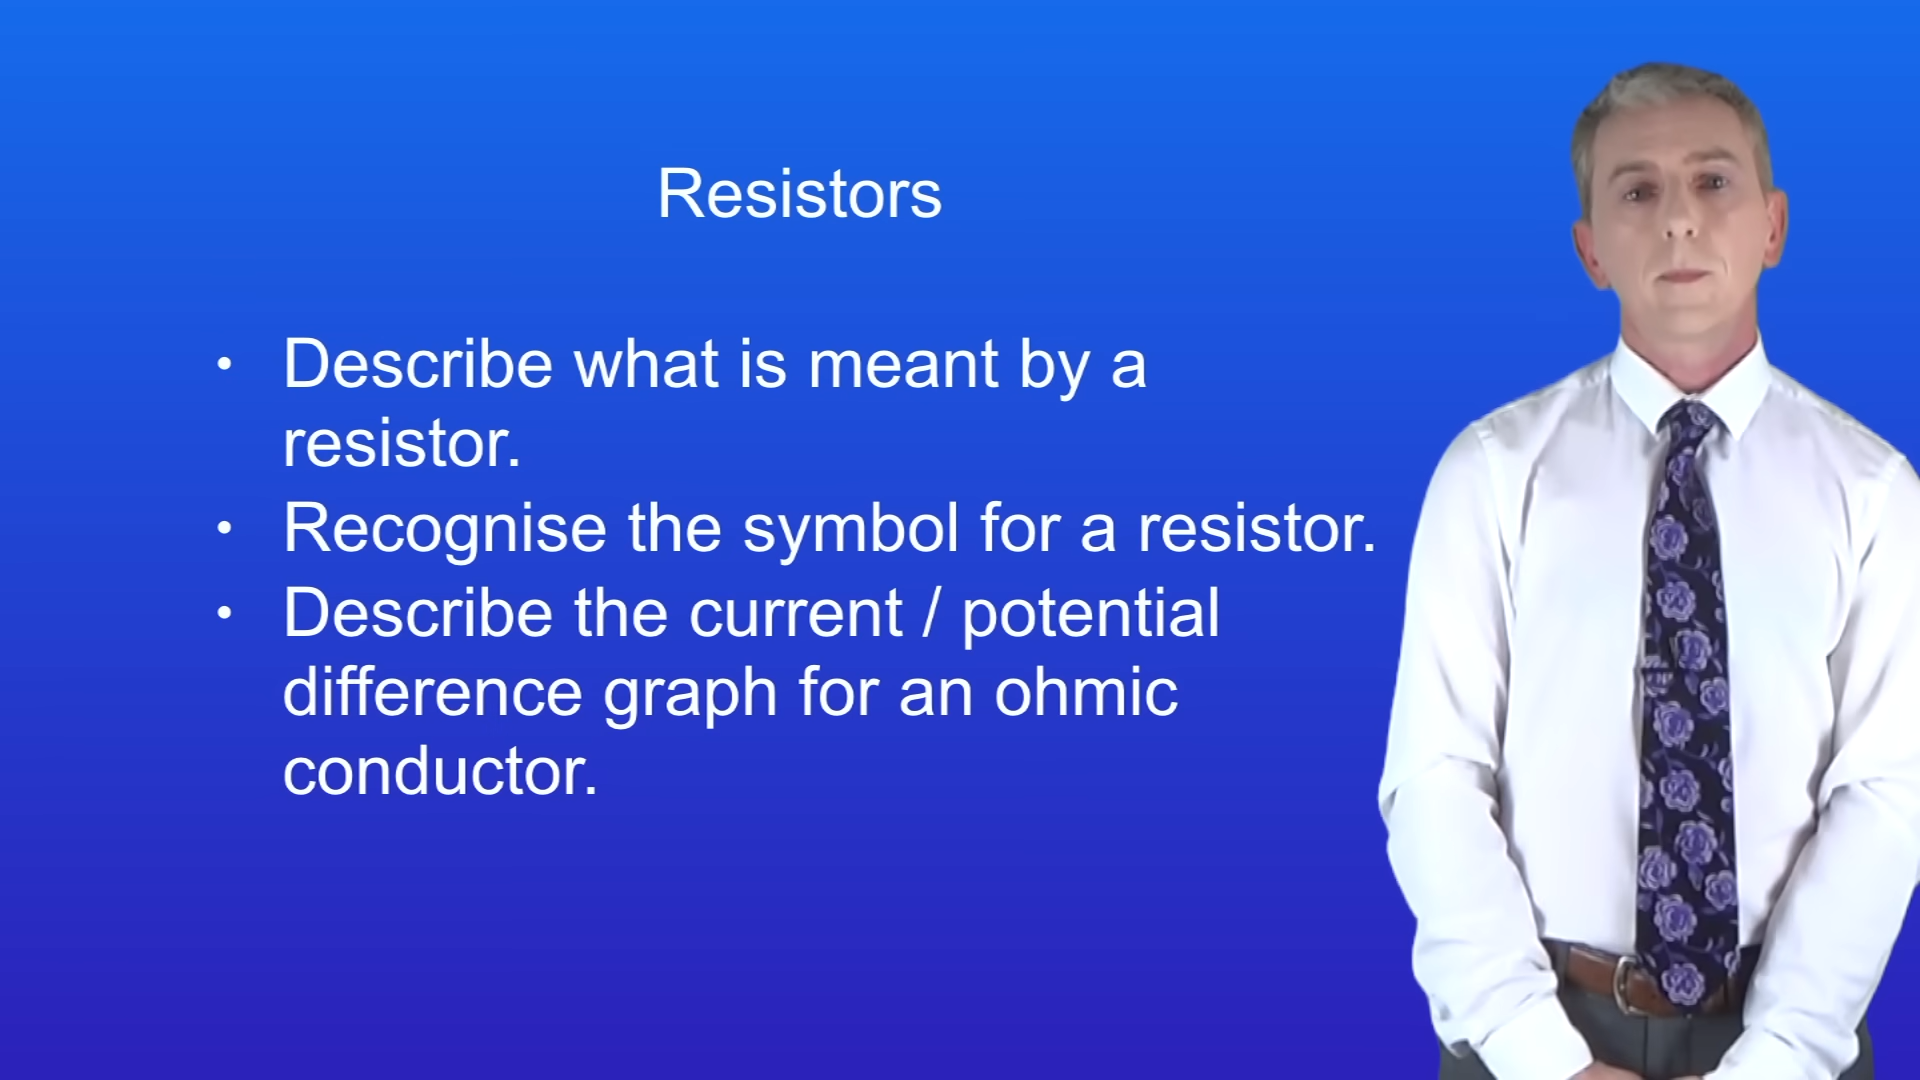 Resistors
• Describe what is meant by a
resistor.
• Recognise the symbol for a resistor.
• Describe the current / potential
difference graph for an ohmic
conductor.